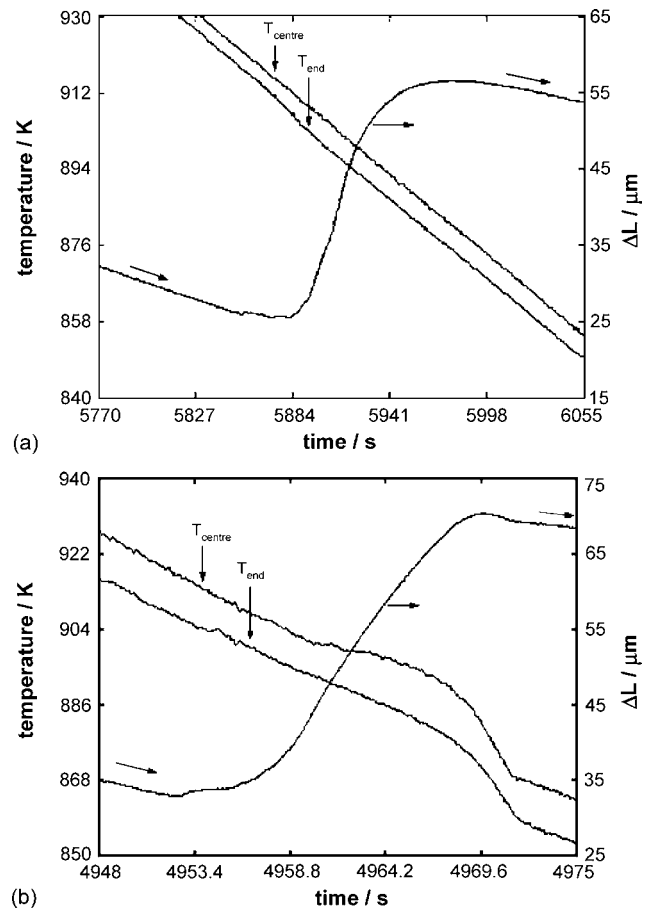 930
912
894
876
858
840
temperature / K
T centre
T end
65
55
45
35
25
15
ΔL / μm
5770 5827 5884 5941 5998 6055
time / s
(a)
940
922
904
886
868
850
temperature / K
T centre
T end
75
65
55
45
35
25
ΔL / μm
4948 4953.4 4958.8 4964.2 4969.6 4975
time / s
(b)